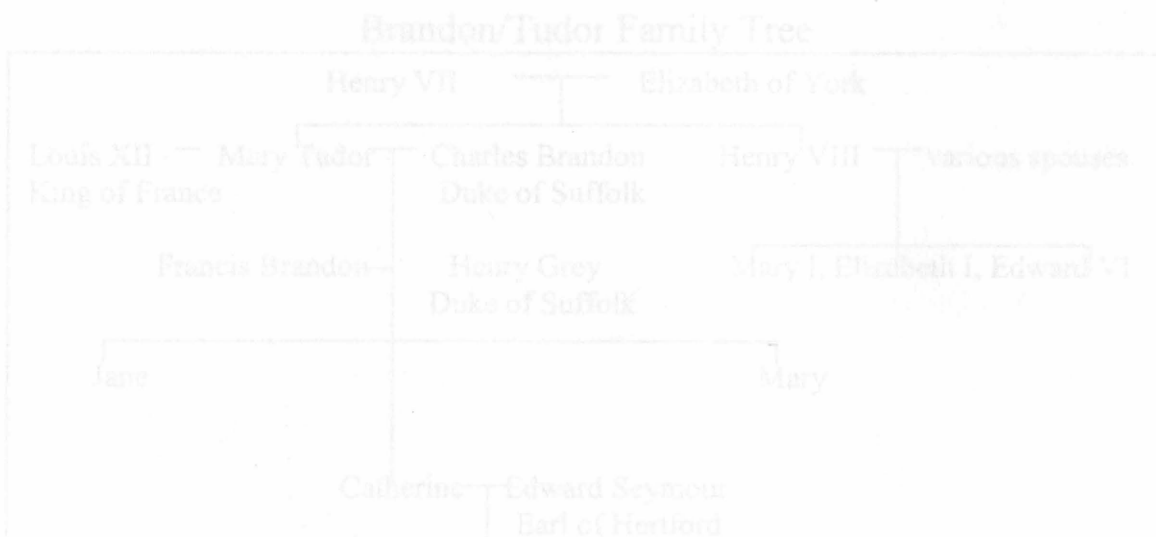 Brandon/Tudor Family Tree
Henry VII Elizabeth of York
Louis XII Mary Tudor Charles Brandon Henry VIII *various spouses
King of France Duke of Suffolk
Francis Brandon Henry Grey Mary I, Elizabeth I, Edward VI
Duke of Suffolk
Jane Mary
Catherine Edward Seymour
Earl of Hertford